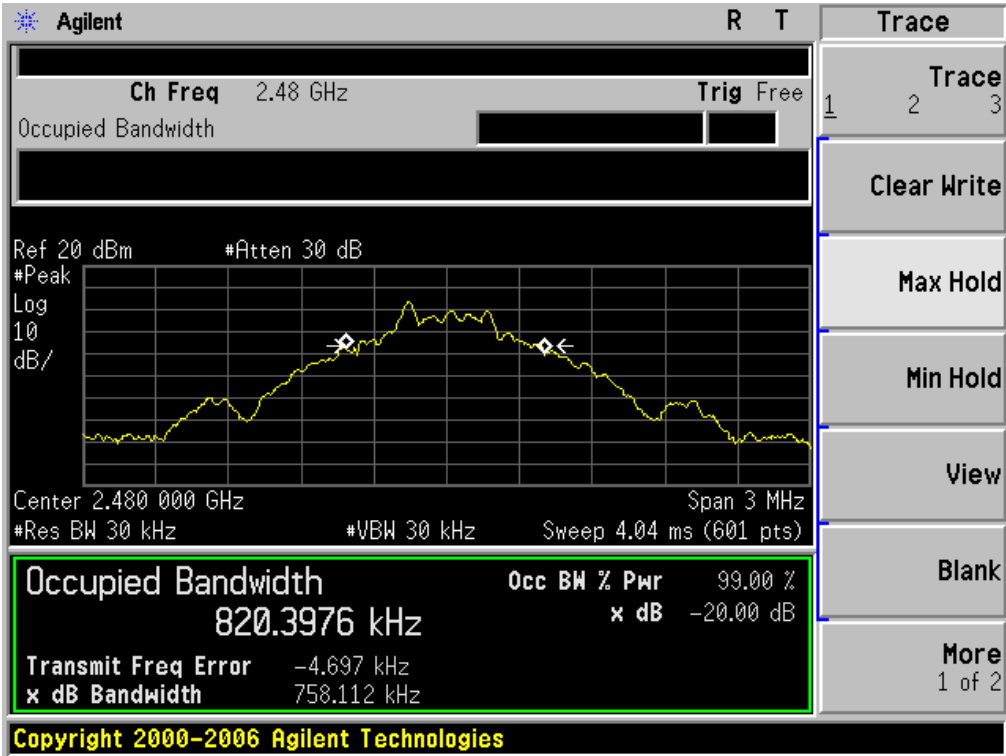 Agilent R T Trace
Ch Freq 2.48 GHz Trig Free
Occupied Bandwidth
Trace
1 2 3
Clear Write
Ref 20 dBm #Atten 30 dB
#Peak
Log
10
dB/
Max Hold
Min Hold
View
Center 2.480 000 GHz Span 3 MHz
#Res BW 30 kHz #VBW 30 kHz Sweep 4.04 ms (601 pts)
Occupied Bandwidth Occ BW % Pwr 99.00 %
820.3976 kHz x dB -20.00 dB
Blank
Transmit Freq Error -4.697 kHz
x dB Bandwidth 758.112 kHz
More
1 of 2
Copyright 2000-2006 Agilent Technologies